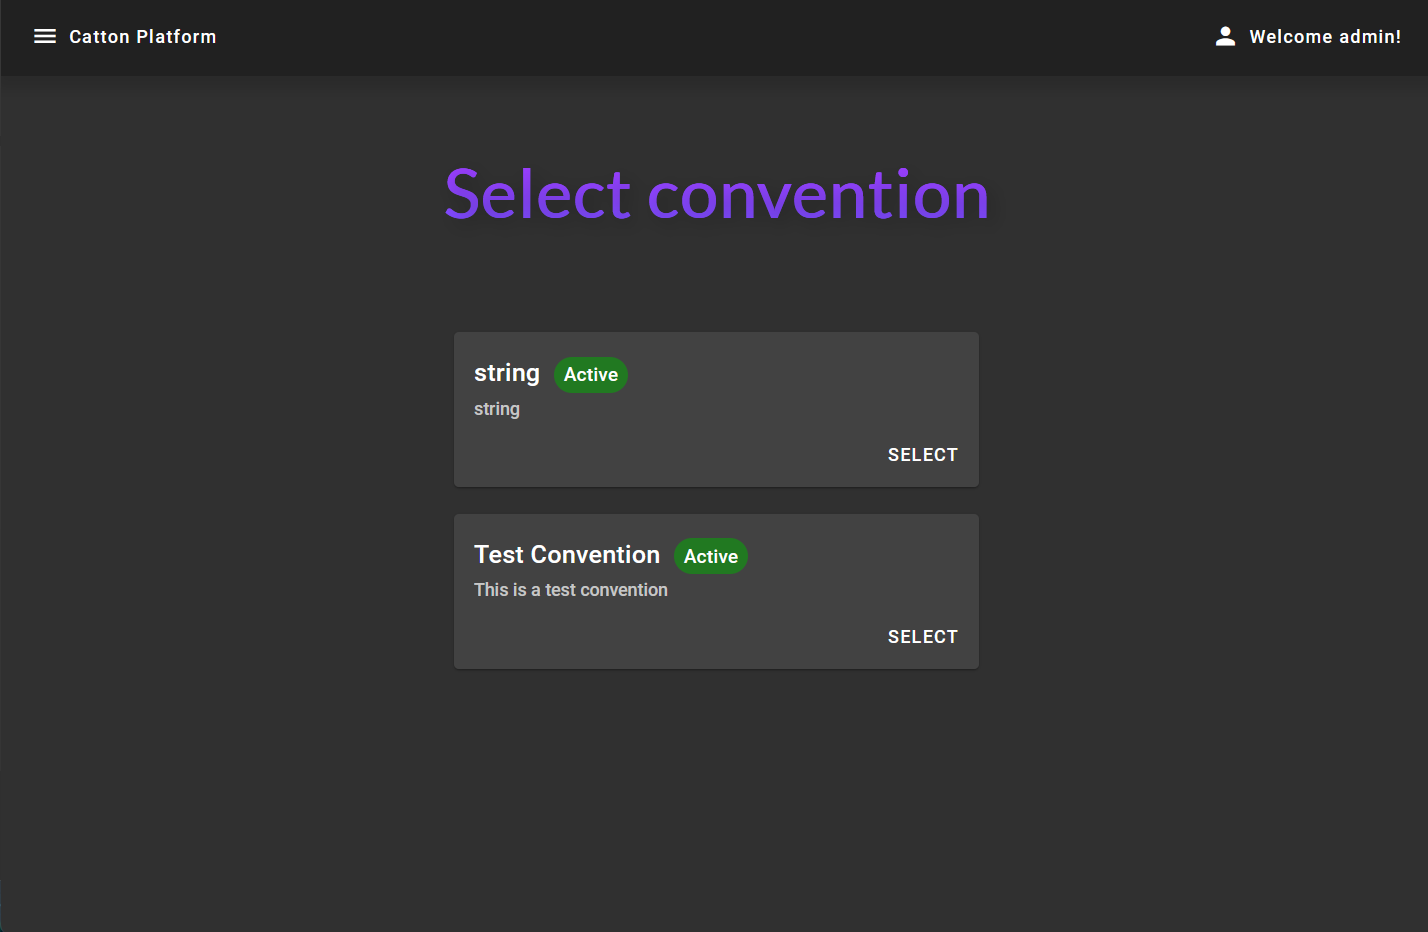 Catton Platform
Welcome admin!
Select convention
string Active
string
SELECT
Test Convention Active
This is a test convention
SELECT